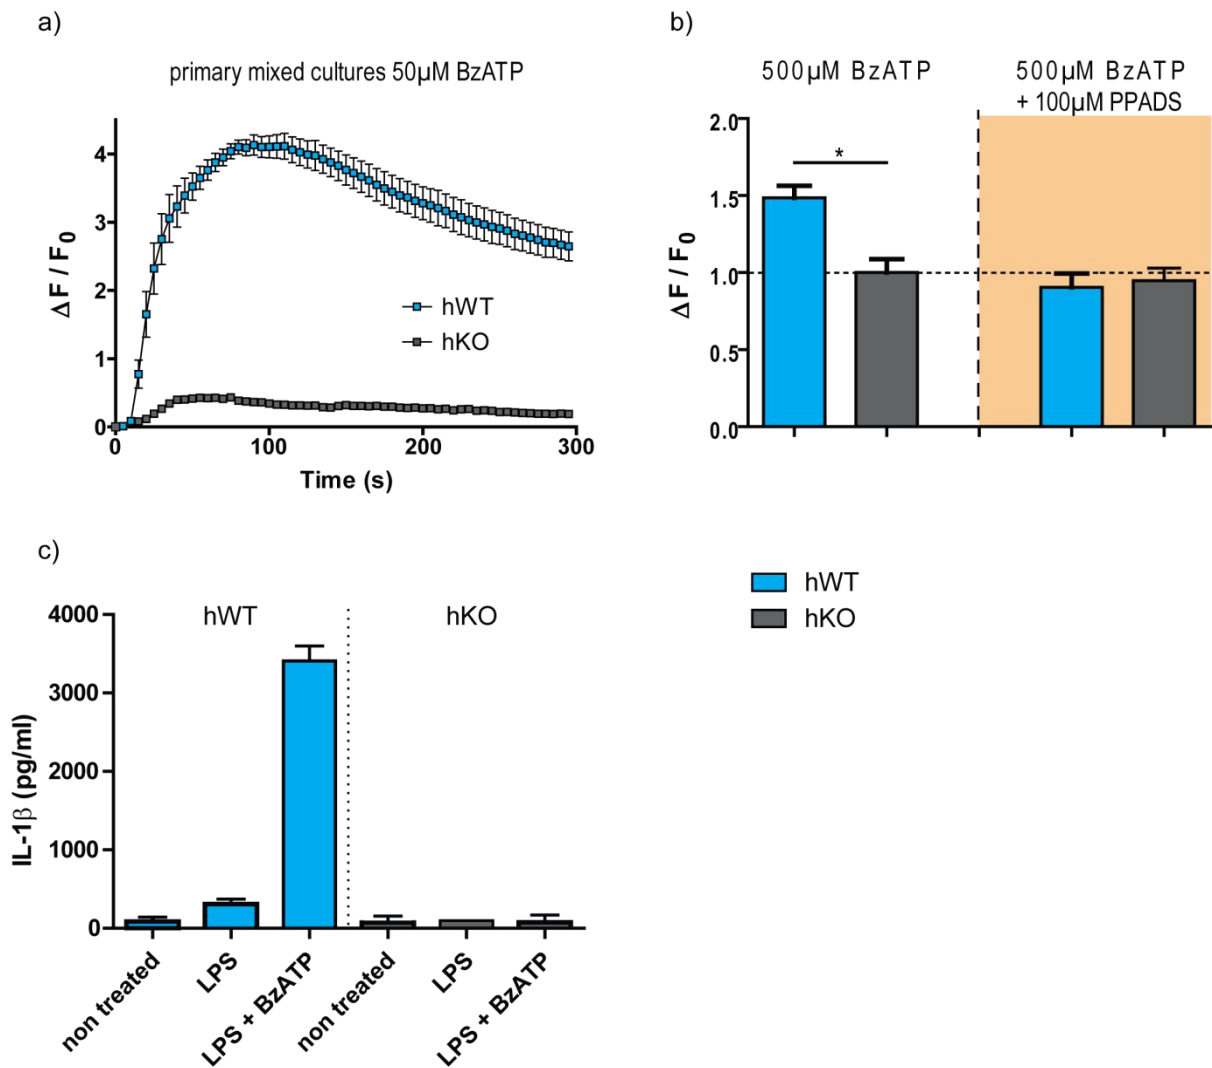 a)
primary mixed cultures 50µM BzATP
4
3
2
1
0
Δ F / F0
hWT
hKO
0
100
200
300
Time (s)
b)
500µM BzATP
500µM BzATP
+ 100µM PPADS
2.0
1.5
1.0
0.5
0.0
Δ F / F0
*
c)
hWT
hKO
4000
3000
2000
1000
0
IL-1β (pg/ml)
non treated
LPS
LPS + BzATP
non treated
LPS
LPS + BzATP
hWT
hKO